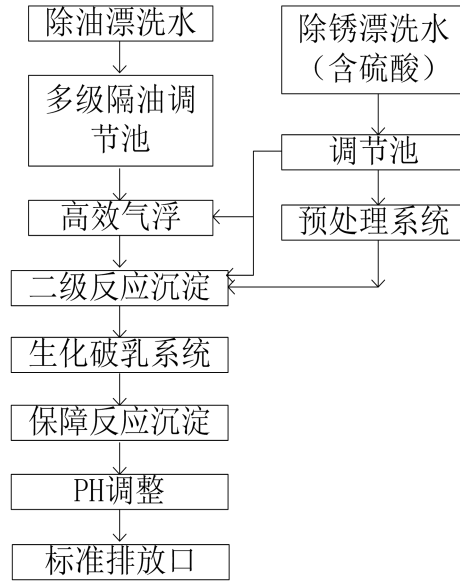 除油漂洗水
多级隔油调
节池
高效气浮
二级反应沉淀
生化破乳系统
保障反应沉淀
PH调整
标准排放口
除锈漂洗水
（含硫酸）
调节池
预处理系统